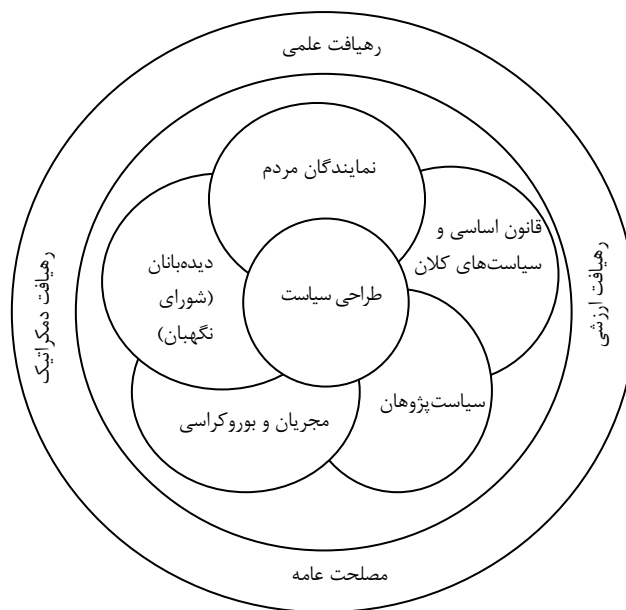 رهیافت علمی
نمایندگان مردم
قانون اساسی و
سیاست‌های کلان
رهیافت ارزشی
دیده‌بانان
(شورای
نگهبان)
رهیافت دمکراتیک
طراحی سیاست
سیاست‌پژوهان
مجریان و بوروکراسی
مصلحت عامه